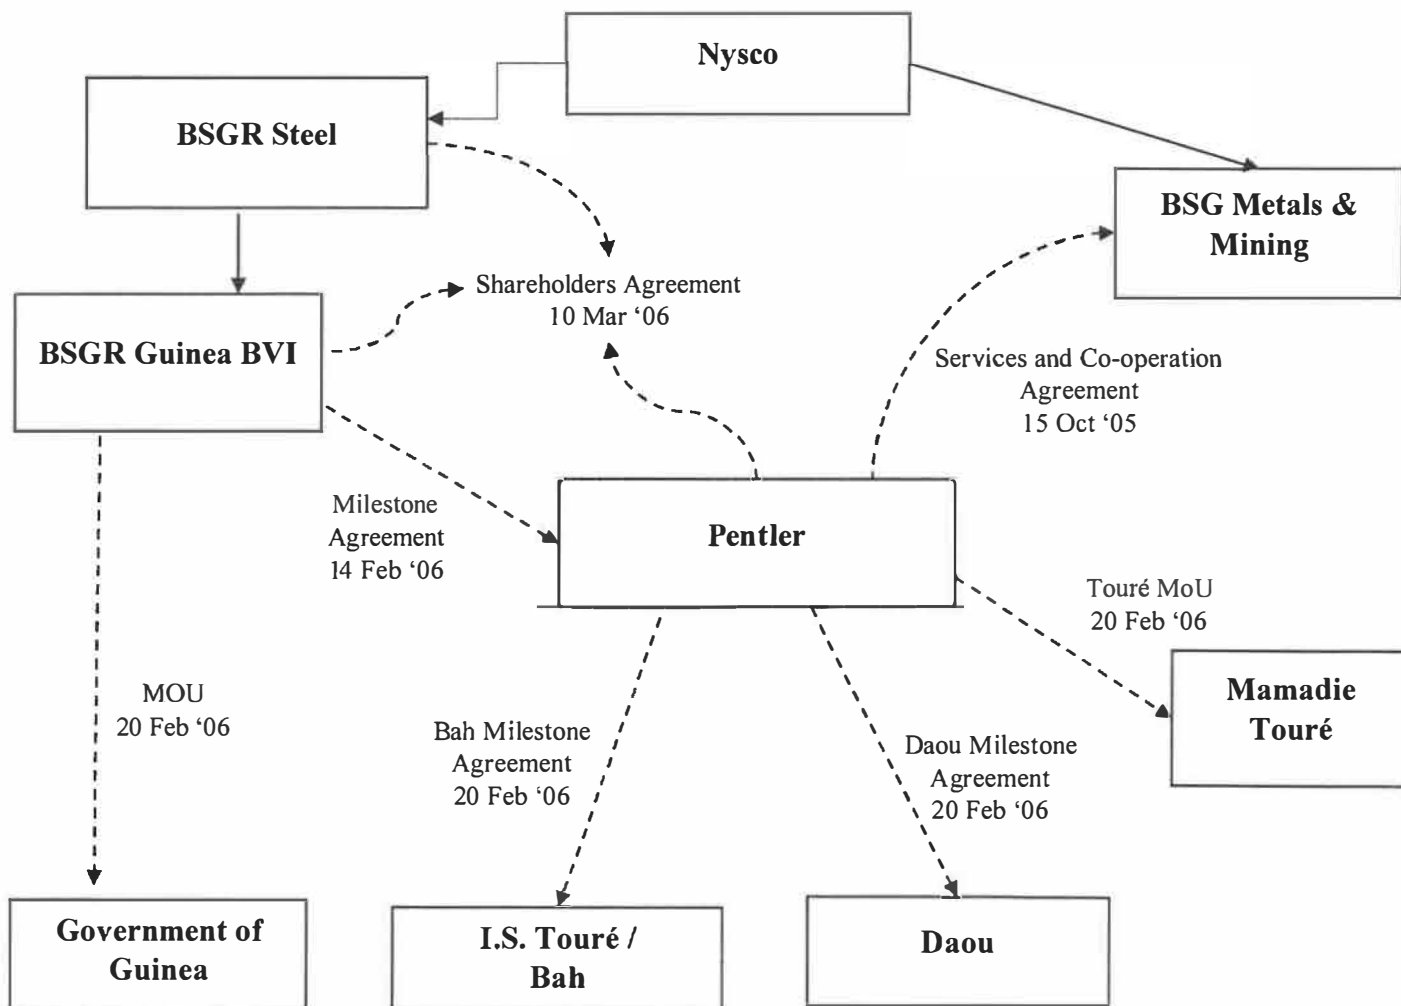 Nysco
BSGR Steel
BSG Metals &
Mining
Shareholders Agreement
10 Mar ‘06
BSGR Guinea BVI
Services and Co-operation
Agreement
15 Oct ‘05
Milestone
Agreement
14 Feb ‘06
Pentler
Touré MoU
20 Feb ‘06
Mamadie
Touré
MOU
20 Feb ‘06
Bah Milestone
Agreement
20 Feb ‘06
Daou Milestone
Agreement
20 Feb ‘06
Government of
Guinea
I.S. Touré /
Bah
Daou